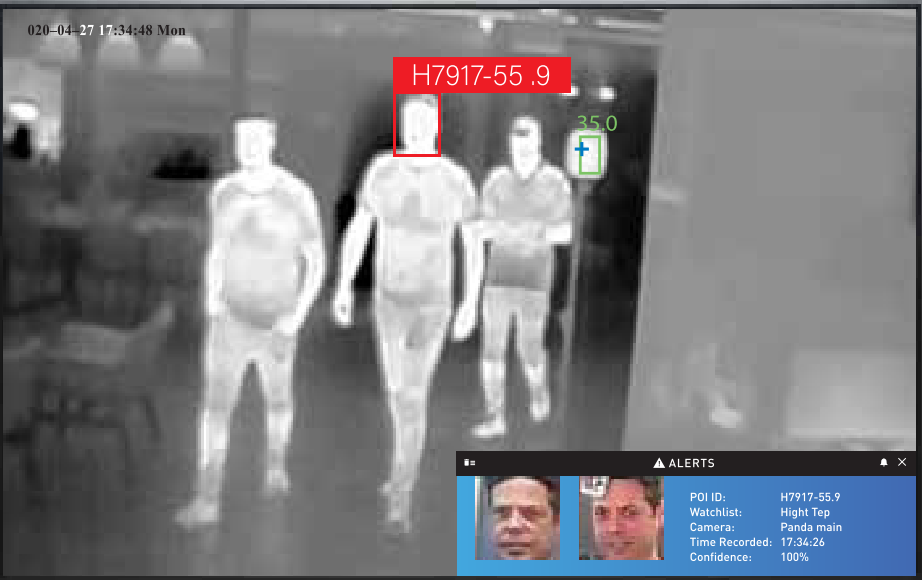 020–04–27 17:34:48 Mon
H7917-55 .9
35.0
ALERTS
POI ID: H7917-55.9
Watchlist: Hight Tep
Camera: Panda main
Time Recorded: 17:34:26
Confidence: 100%